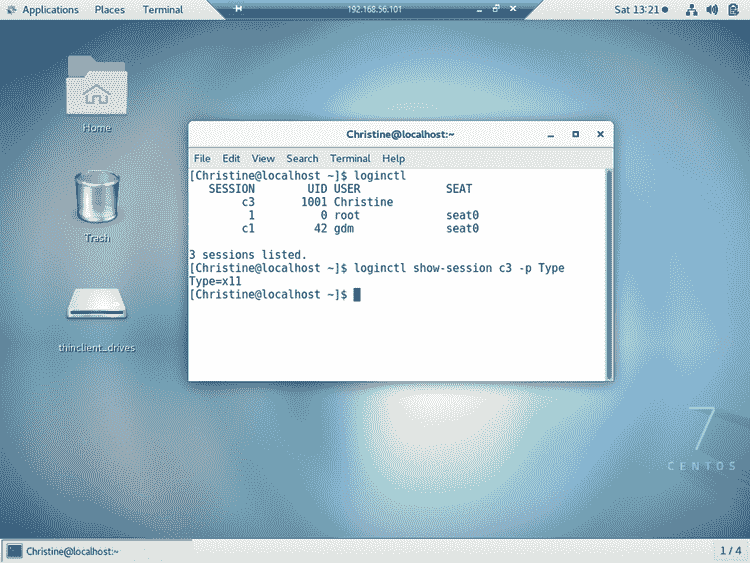 Applications Places Terminal
192.168.56.101
Sat 13:21
Home
Trash
thinclient_drives
Christine@localhost:~
File Edit View Search Terminal Help
[Christine@localhost ~]$ loginctl
SESSION UID USER SEAT
c3 1001 Christine
1 0 root seat0
c1 42 gdm seat0
3 sessions listed.
[Christine@localhost ~]$ loginctl show-session c3 -p Type
Type=x11
[Christine@localhost ~]$
7
CENTOS
Christine@localhost:~
1 / 4